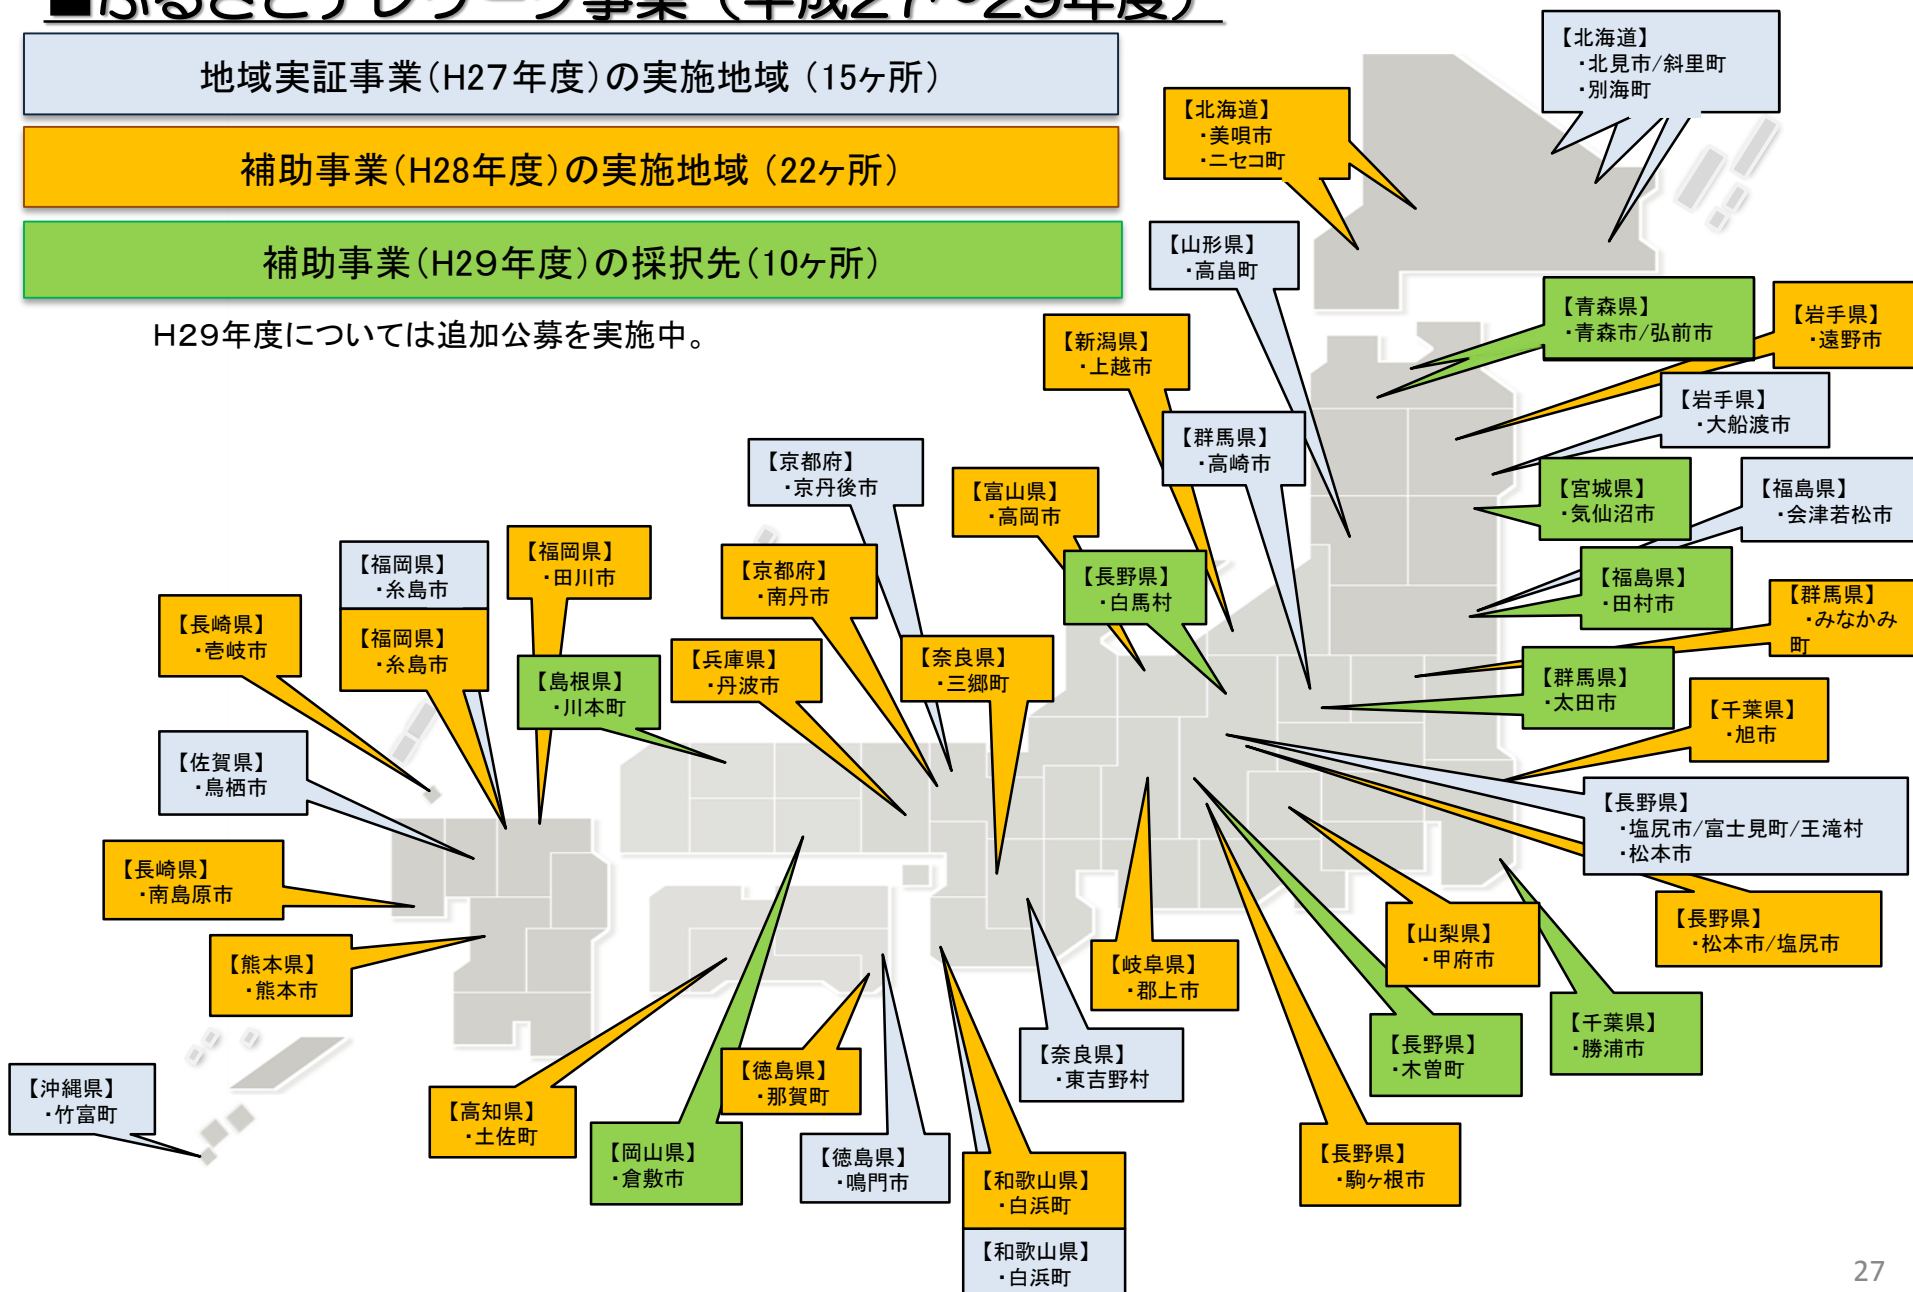 ■ふるさとテレワーク事業（平成27～29年度）
地域実証事業(H27年度)の実施地域 (15ヶ所)
補助事業(H28年度)の実施地域 (22ヶ所)
補助事業(H29年度)の採択先(10ヶ所)
H29年度については追加公募を実施中。
【北海道】
・北見市/斜里町
・別海町
【北海道】
・美唄市
・ニセコ町
【山形県】
・高畠町
【青森県】
・青森市/弘前市
【岩手県】
・遠野市
【新潟県】
・上越市
【岩手県】
・大船渡市
【群馬県】
・高崎市
【京都府】
・京丹後市
【富山県】
・高岡市
【宮城県】
・気仙沼市
【福島県】
・会津若松市
【福岡県】
・糸島市
【福岡県】
・田川市
【京都府】
・南丹市
【長野県】
・白馬村
【福島県】
・田村市
【群馬県】
・みなかみ
町
【長崎県】
・壱岐市
【福岡県】
・糸島市
【島根県】
・川本町
【兵庫県】
・丹波市
【奈良県】
・三郷町
【群馬県】
・太田市
【千葉県】
・旭市
【佐賀県】
・鳥栖市
【長野県】
・塩尻市/富士見町/王滝村
・松本市
【長崎県】
・南島原市
【長野県】
・松本市/塩尻市
【山梨県】
・甲府市
【熊本県】
・熊本市
【岐阜県】
・郡上市
【千葉県】
・勝浦市
【長野県】
・木曽町
【奈良県】
・東吉野村
【沖縄県】
・竹富町
【徳島県】
・那賀町
【高知県】
・土佐町
【岡山県】
・倉敷市
【徳島県】
・鳴門市
【和歌山県】
・白浜町
【長野県】
・駒ヶ根市
【和歌山県】
・白浜町
27